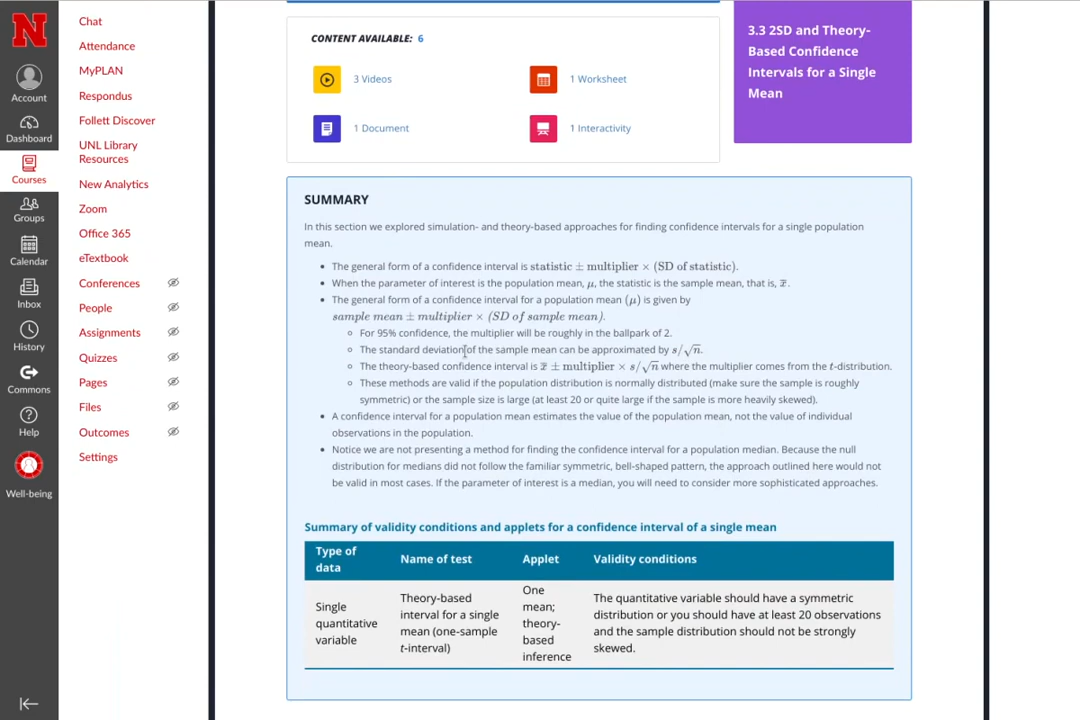 N
Account
Dashboard
Courses
Groups
Calendar
Inbox
History
Commons
Help
Well-being
Chat
Attendance
MyPLAN
Respondus
Follett Discover
UNL Library
Resources
New Analytics
Zoom
Office 365
eTextbook
Conferences
People
Assignments
Quizzes
Pages
Files
Outcomes
Settings
CONTENT AVAILABLE: 6
3 Videos
1 Worksheet
1 Document
1 Interactivity
3.3 2SD and Theory-
Based Confidence
Intervals for a Single
Mean
SUMMARY
In this section we explored simulation- and theory-based approaches for finding confidence intervals for a single population
mean.
• The general form of a confidence interval is statistic ± multiplier × (SD of statistic).
• When the parameter of interest is the population mean, μ, the statistic is the sample mean, that is, x̅.
• The general form of a confidence interval for a population mean (μ) is given by
sample mean ± multiplier × (SD of sample mean).
◦ For 95% confidence, the multiplier will be roughly in the ballpark of 2.
◦ The standard deviation of the sample mean can be approximated by s/√n.
◦ The theory-based confidence interval is x̅ ± multiplier × s/√n where the multiplier comes from the t-distribution.
◦ These methods are valid if the population distribution is normally distributed (make sure the sample is roughly
symmetric) or the sample size is large (at least 20 or quite large if the sample is more heavily skewed).
• A confidence interval for a population mean estimates the value of the population mean, not the value of individual
observations in the population.
• Notice we are not presenting a method for finding the confidence interval for a population median. Because the null
distribution for medians did not follow the familiar symmetric, bell-shaped pattern, the approach outlined here would not
be valid in most cases. If the parameter of interest is a median, you will need to consider more sophisticated approaches.
Summary of validity conditions and applets for a confidence interval of a single mean
Type of
data
Name of test
Applet
Validity conditions
Single
quantitative
variable
Theory-based
interval for a single
mean (one-sample
t-interval)
One
mean;
theory-
based
inference
The quantitative variable should have a symmetric
distribution or you should have at least 20 observations
and the sample distribution should not be strongly
skewed.